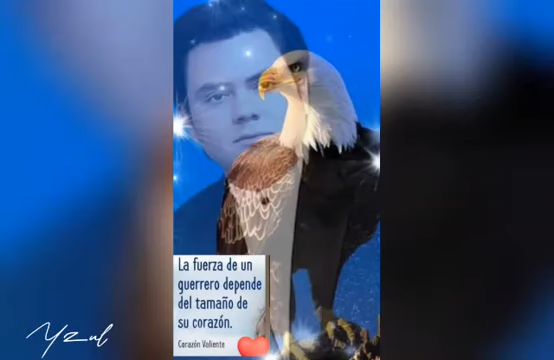 La fuerza de un
guerrero depende
del tamaño de
su corazón.
Corazón Valiente
Yzul